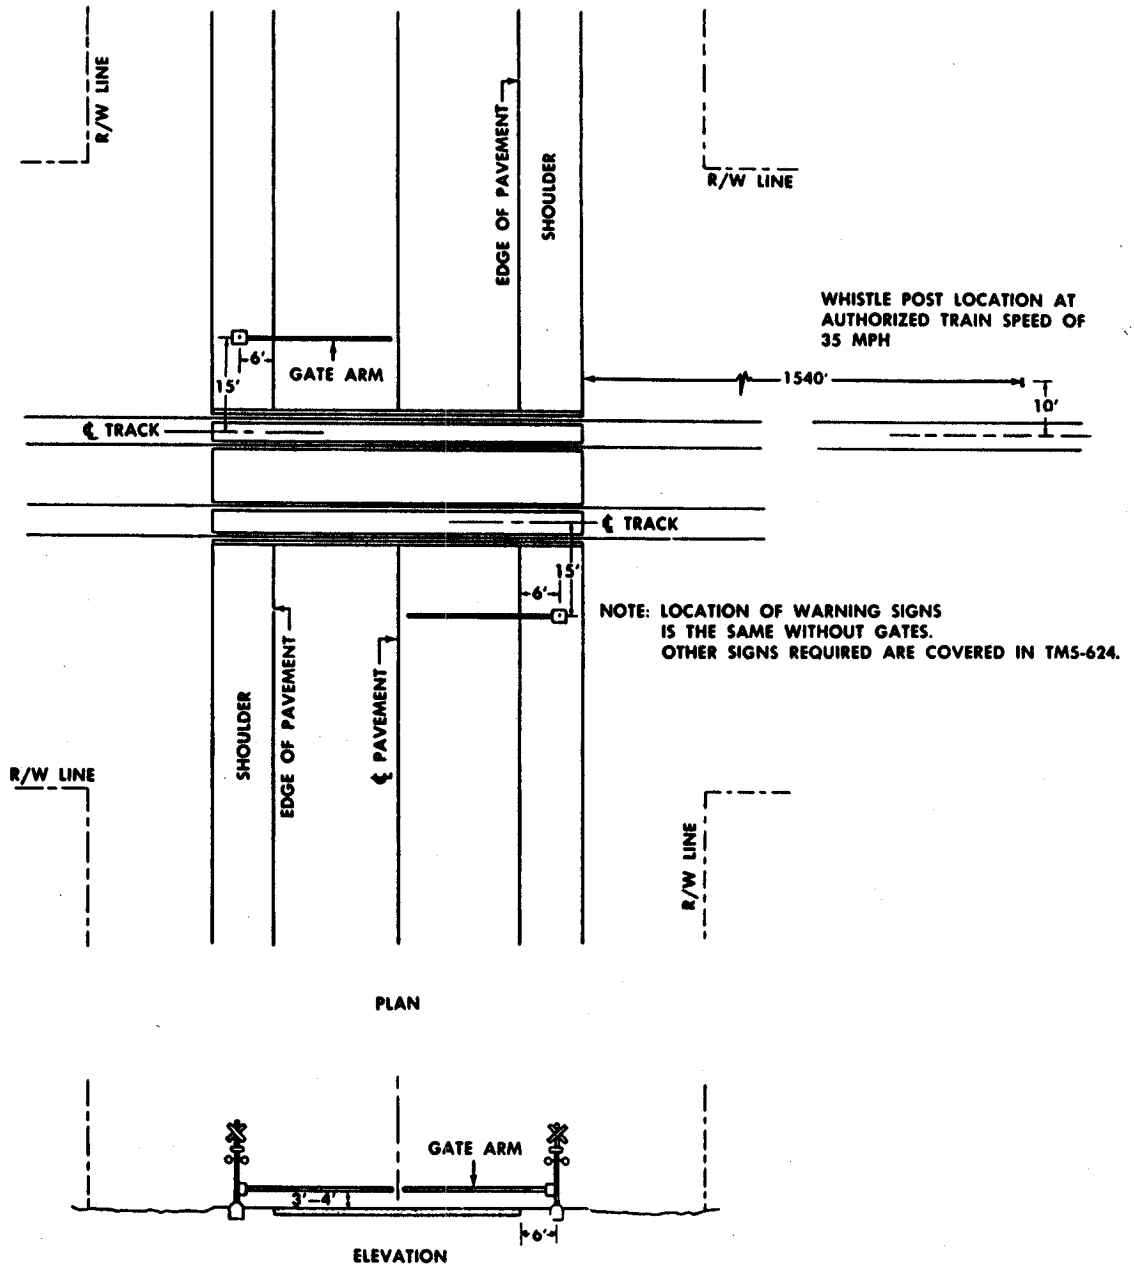 R/W LINE
EDGE OF PAVEMENT
SHOULDER
R/W LINE
WHISTLE POST LOCATION AT
AUTHORIZED TRAIN SPEED OF
35 MPH
6'
GATE ARM
15'
1540'
10'
℄ TRACK
℄ TRACK
15'
6'
NOTE: LOCATION OF WARNING SIGNS
IS THE SAME WITHOUT GATES.
OTHER SIGNS REQUIRED ARE COVERED IN TM5-624.
SHOULDER
EDGE OF PAVEMENT
℄ PAVEMENT
R/W LINE
R/W LINE
PLAN
GATE ARM
3'-4'
6'
ELEVATION